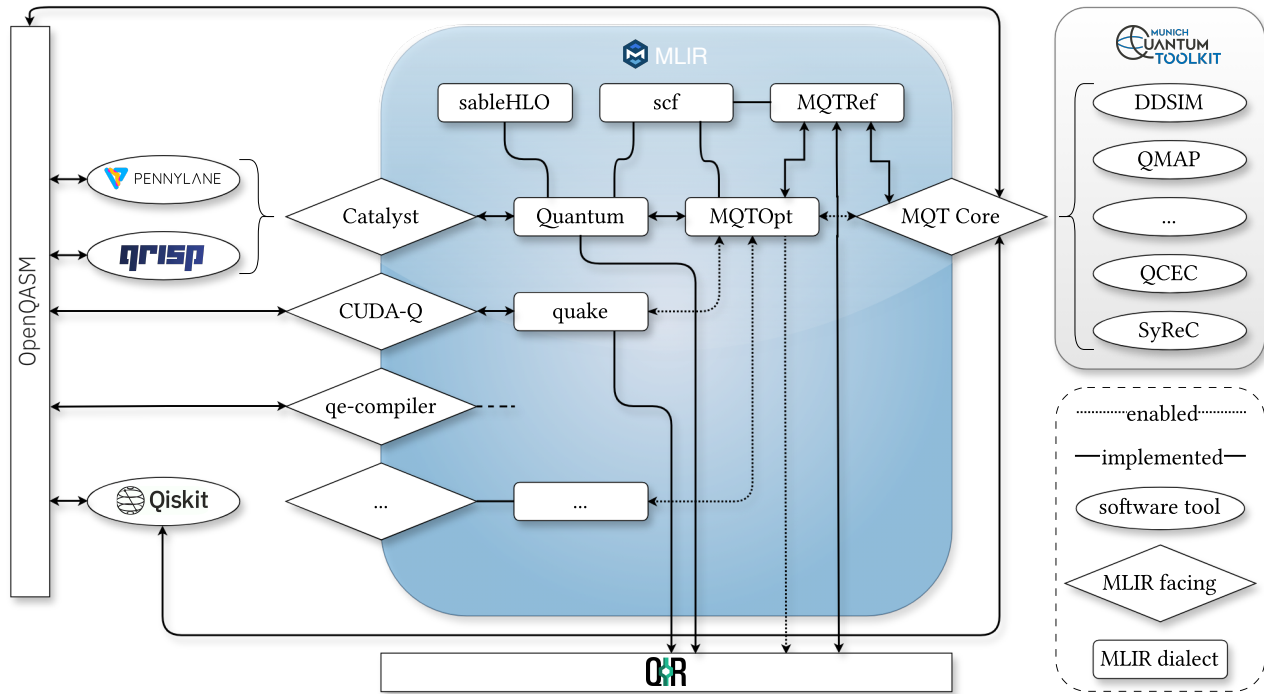 MLIR
MUNICH
QUANTUM
TOOLKIT
sableHLO
scf
MQTRef
DDSIM
PENNYLANE
QMAP
Catalyst
Quantum
MQTOpt
MQT Core
...
qrisp
QCEC
CUDA-Q
quake
SyReC
OpenQASM
qe-compiler
enabled
implemented
Qiskit
...
...
software tool
MLIR facing
MLIR dialect
QIR